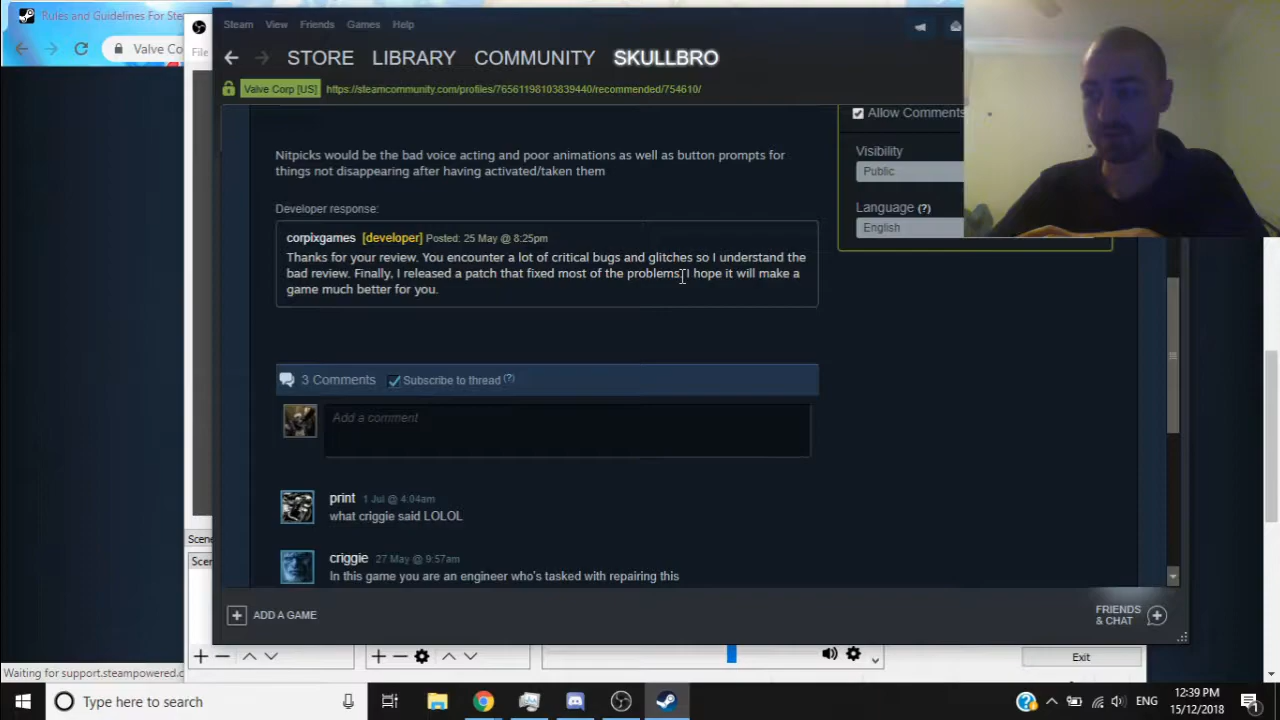 Rules and Guidelines For Ste
Steam View Friends Games Help
File
Valve Co
STORE LIBRARY COMMUNITY SKULLBRO
Valve Corp [US] https://steamcommunity.com/profiles/76561198103839440/recommended/754610/
Allow Comments
Nitpicks would be the bad voice acting and poor animations as well as button prompts for
things not disappearing after having activated/taken them
Visibility
Public
Language (?)
English
Developer response:
corpixgames [developer] Posted: 25 May @ 8:25pm
Thanks for your review. You encounter a lot of critical bugs and glitches so I understand the
bad review. Finally, I released a patch that fixed most of the problems. I hope it will make a
game much better for you.
3 Comments Subscribe to thread (?)
Add a comment
print 1 Jul @ 4:04am
what criggie said LOLOL
criggie 27 May @ 9:57am
In this game you are an engineer who's tasked with repairing this
Scene
Scen
ADD A GAME
FRIENDS
& CHAT
Exit
Waiting for support.steampowered.c
Type here to search
ENG
12:39 PM
15/12/2018
1